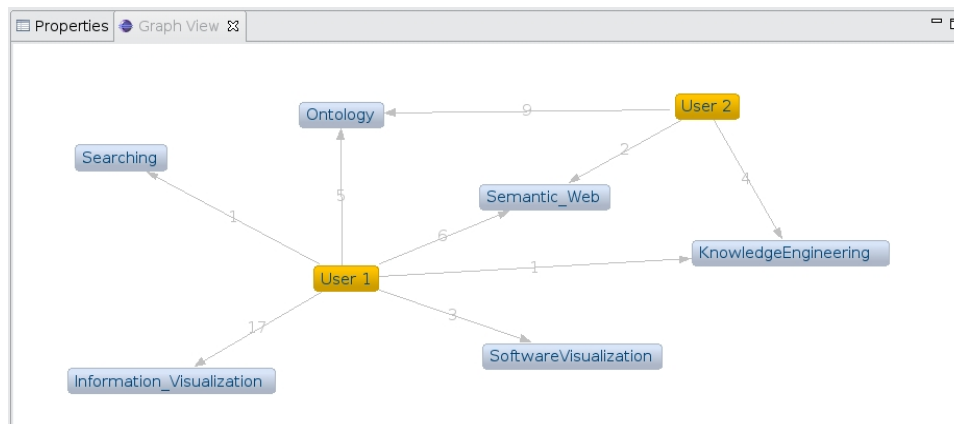 Properties Graph View
9
User 2
Ontology
2
Searching
4
5
Semantic_Web
1
6
KnowledgeEngineering
1
User 1
3
17
SoftwareVisualization
Information_Visualization